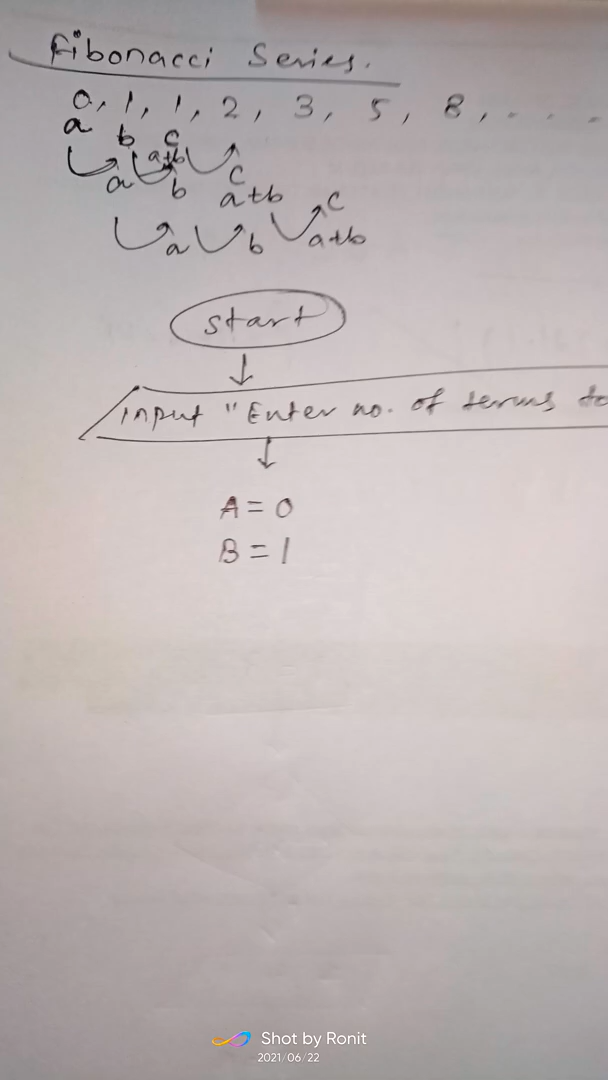 Fibonacci Series.
0, 1, 1, 2, 3, 5, 8, . . . .
a b c
a+b
a b c
a+b
c
a b a+b
start
input "Enter no. of terms to
A = 0
B = 1
Shot by Ronit
2021/06/22